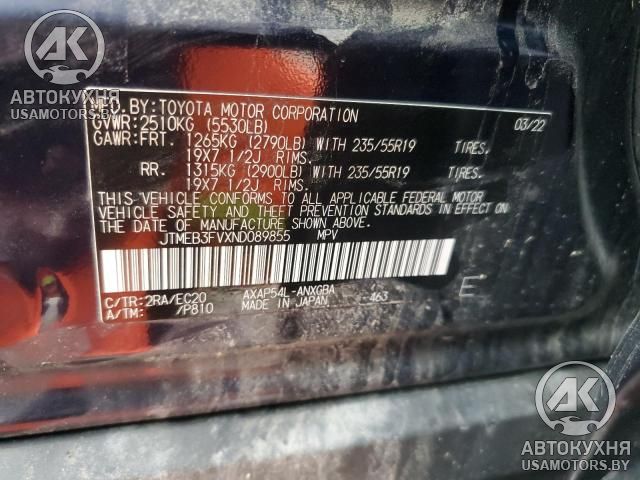 AK
АВТОКУХНЯ
USAMOTORS.BY
MFD. BY: TOYOTA MOTOR CORPORATION 03/22
GVWR: 2510KG (5530LB)
GAWR: FRT. 1265KG (2790LB) WITH 235/55R19 TIRES.
19X7 1/2J RIMS.
RR. 1315KG (2900LB) WITH 235/55R19 TIRES.
19X7 1/2J RIMS.
THIS VEHICLE CONFORMS TO ALL APPLICABLE FEDERAL MOTOR
VEHICLE SAFETY AND THEFT PREVENTION STANDARDS IN EFFECT ON
THE DATE OF MANUFACTURE SHOWN ABOVE.
JTMEB3FVXND089855 MPV
C/TR: 2RA/EC20 AXAP54L-ANXGBA
A/TM: /P810 MADE IN JAPAN -463 E
AK
АВТОКУХНЯ
USAMOTORS.BY